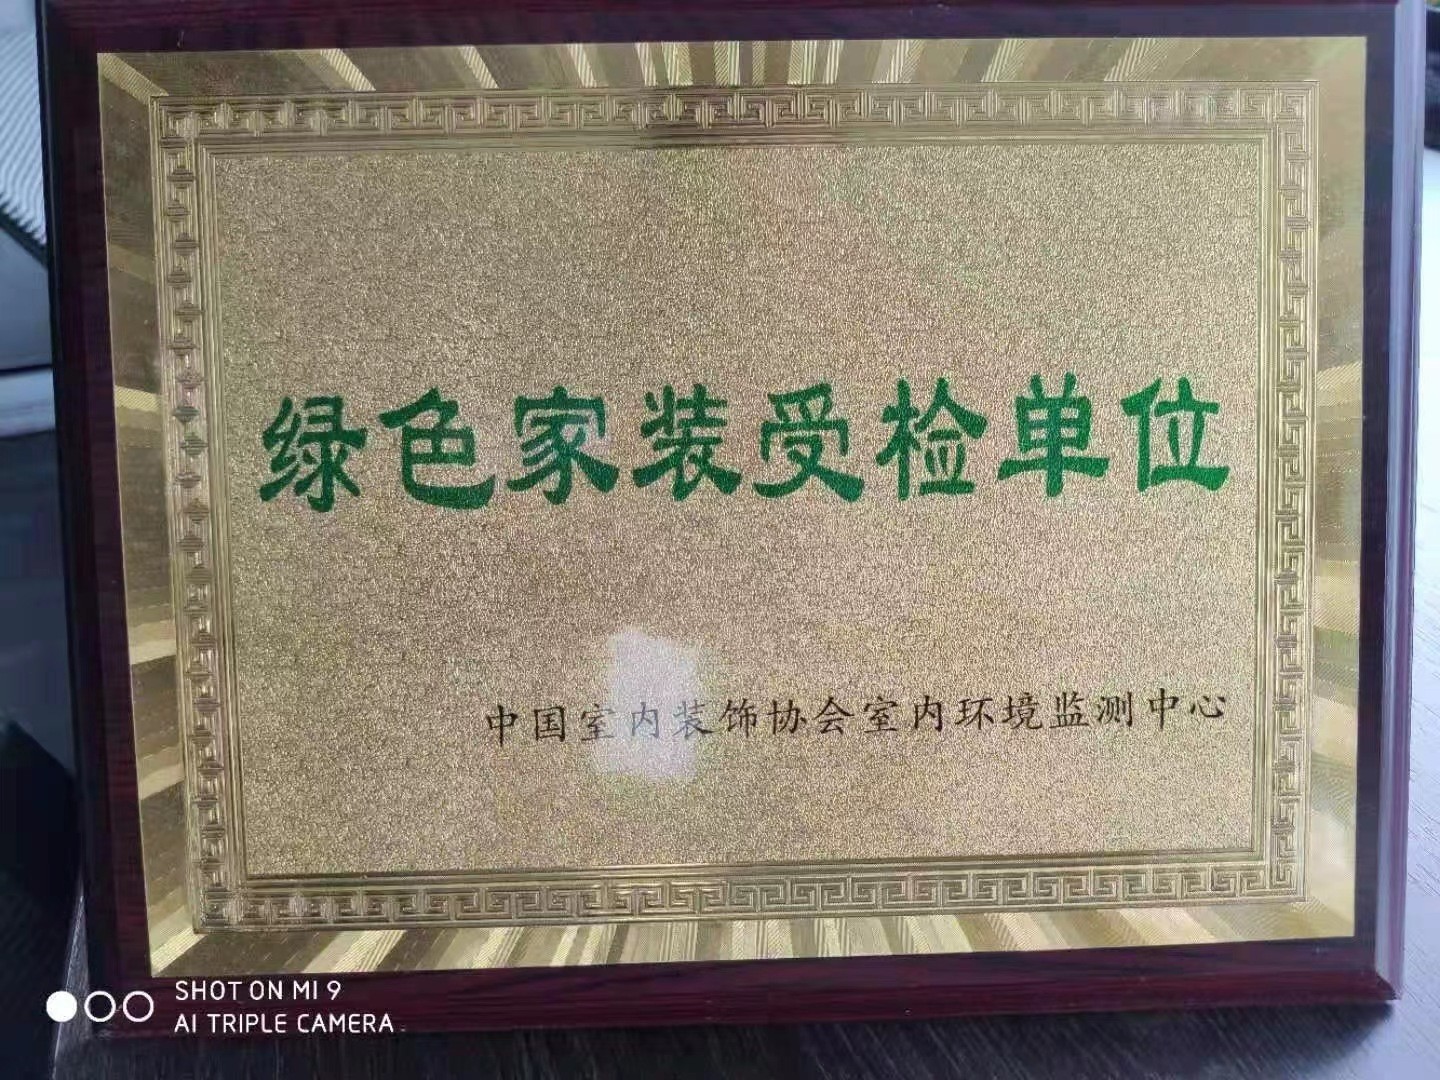 绿色家装受检单位
中国室内装饰协会室内环境监测中心
SHOT ON MI 9
AI TRIPLE CAMERA